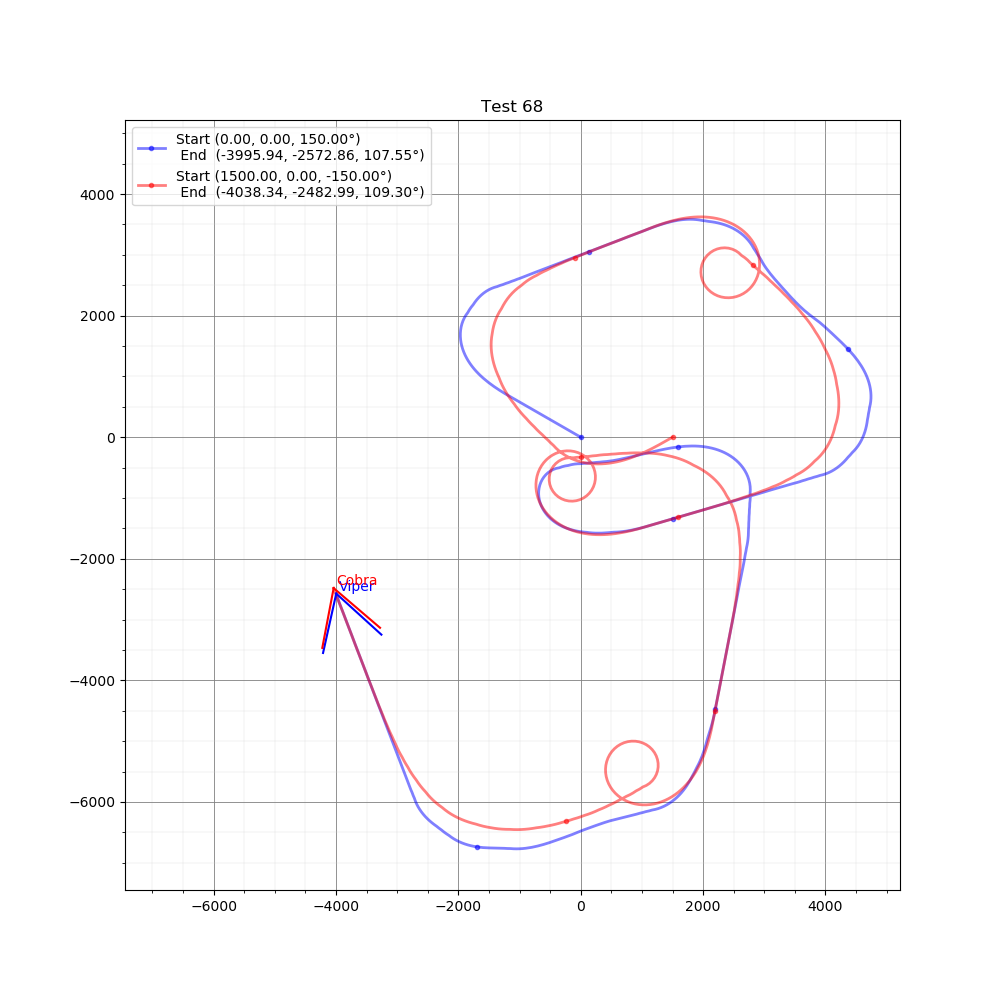 Test 68
Start (0.00, 0.00, 150.00°)
End (-3995.94, -2572.86, 107.55°)
Start (1500.00, 0.00, -150.00°)
End (-4038.34, -2482.99, 109.30°)
4000
2000
0
−2000
−4000
−6000
Cobra
Viper
−6000
−4000
−2000
0
2000
4000